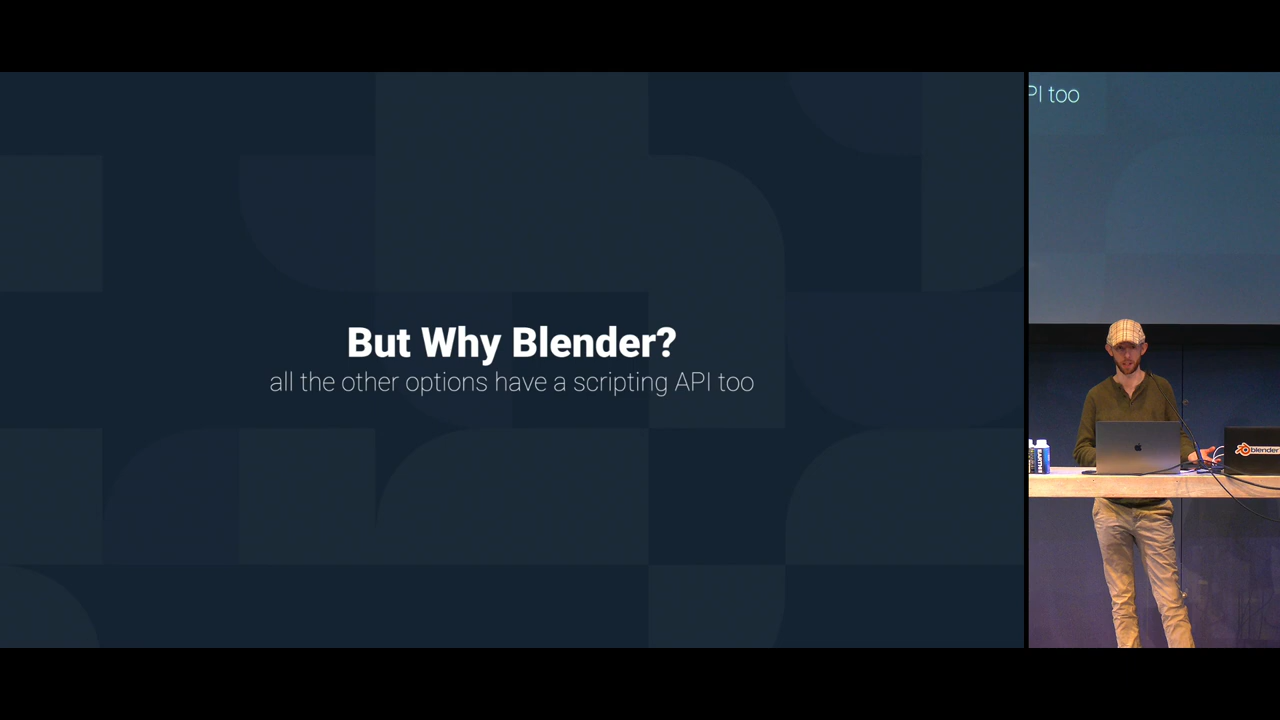 But Why Blender?
all the other options have a scripting API too
PI too
blender